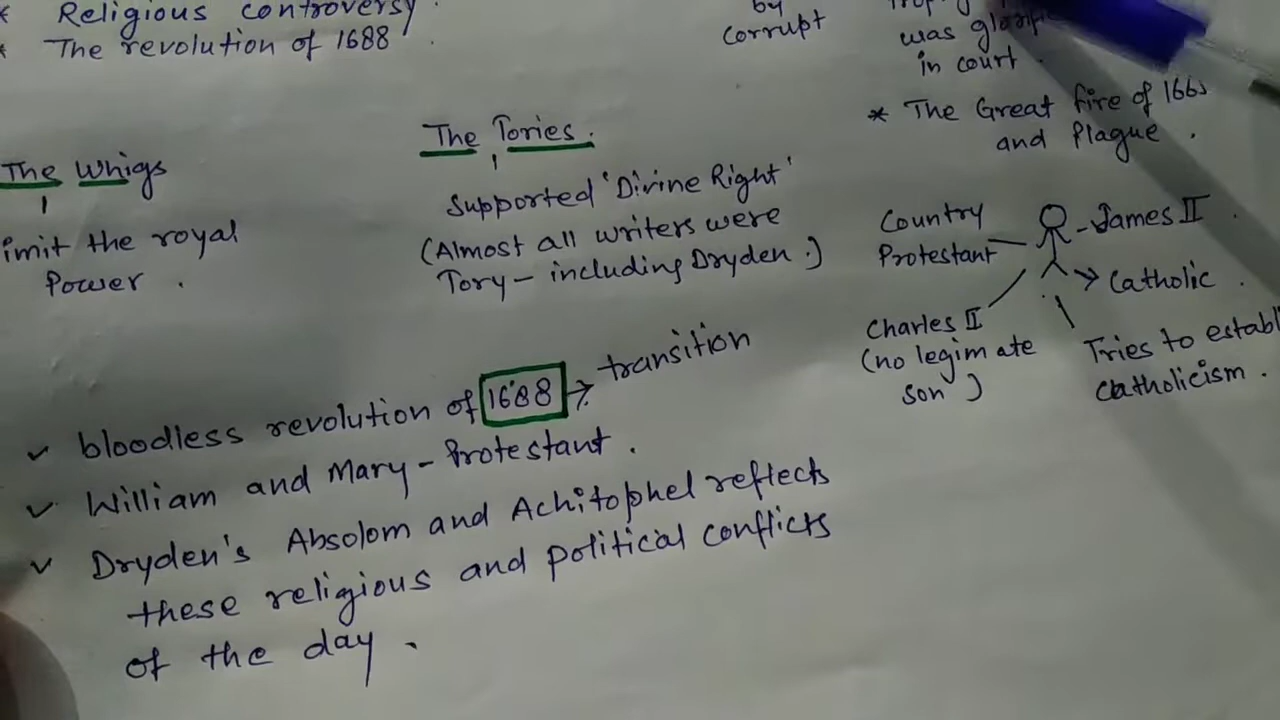 * Religious controversy.
* The revolution of 1688.
by
corrupt
was
in court.
* The Great fire of 1665
and Plague.
The Whigs
imit the royal
Power.
The Tories.
Supported 'Divine Right'
(Almost all writers were
Tory - including Dryden.)
Country
Protestant
James II.
Catholic.
Charles II
(no legimate
son)
Tries to establ
Catholicism.
✓ bloodless revolution of 1688 → transition
✓ William and Mary - Protestant.
✓ Dryden's Absolom and Achitophel reflects
these religious and political conflicts
of the day.